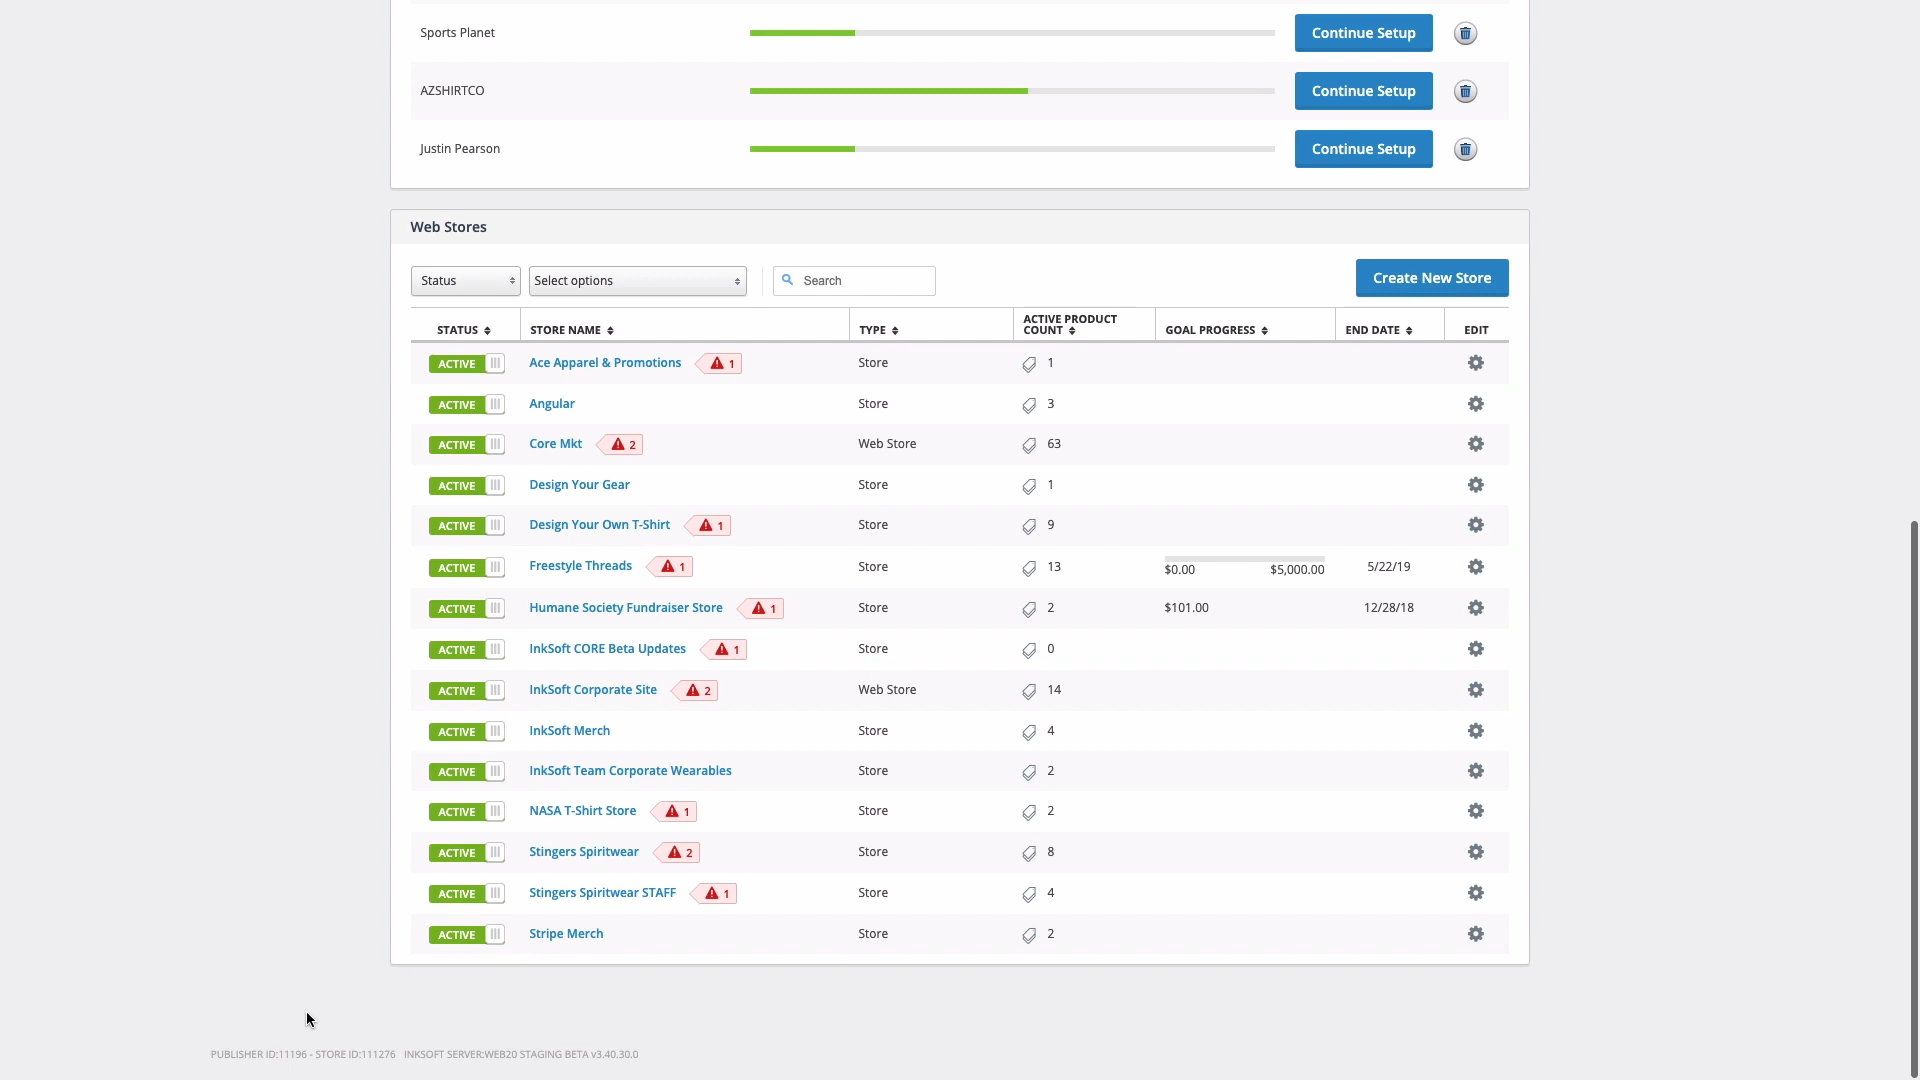 Sports Planet Continue Setup
AZSHIRTCO Continue Setup
Justin Pearson Continue Setup
Web Stores
Status Select options Search Create New Store
STATUS STORE NAME TYPE ACTIVE PRODUCT COUNT GOAL PROGRESS END DATE EDIT
ACTIVE Ace Apparel & Promotions 1 Store 1
ACTIVE Angular Store 3
ACTIVE Core Mkt 2 Web Store 63
ACTIVE Design Your Gear Store 1
ACTIVE Design Your Own T-Shirt 1 Store 9
ACTIVE Freestyle Threads 1 Store 13 $0.00 $5,000.00 5/22/19
ACTIVE Humane Society Fundraiser Store 1 Store 2 $101.00 12/28/18
ACTIVE InkSoft CORE Beta Updates 1 Store 0
ACTIVE InkSoft Corporate Site 2 Web Store 14
ACTIVE InkSoft Merch Store 4
ACTIVE InkSoft Team Corporate Wearables Store 2
ACTIVE NASA T-Shirt Store 1 Store 2
ACTIVE Stingers Spiritwear 2 Store 8
ACTIVE Stingers Spiritwear STAFF 1 Store 4
ACTIVE Stripe Merch Store 2
PUBLISHER ID:11196 - STORE ID:111276 INKSOFT SERVER:WEB20 STAGING BETA v3.40.30.0